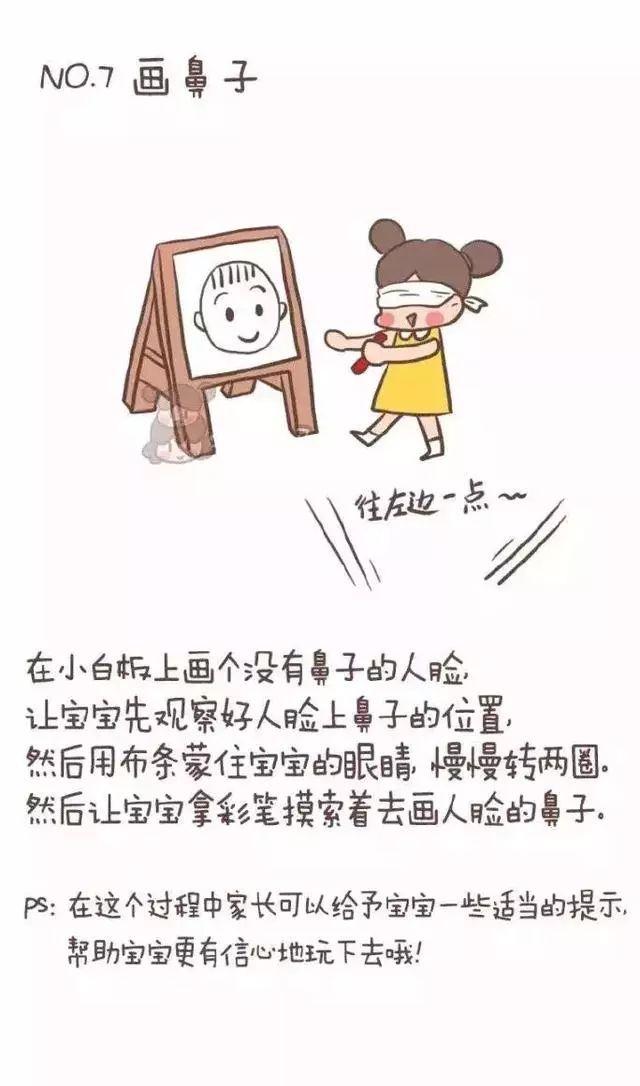 NO.7 画鼻子
往左边一点～
在小白板上画个没有鼻子的人脸,
让宝宝先观察好人脸上鼻子的位置,
然后用布条蒙住宝宝的眼睛,慢慢转两圈。
然后让宝宝拿彩笔摸索着去画人脸的鼻子.
PS: 在这个过程中家长可以给予宝宝一些适当的提示,
帮助宝宝更有信心地玩下去哦!